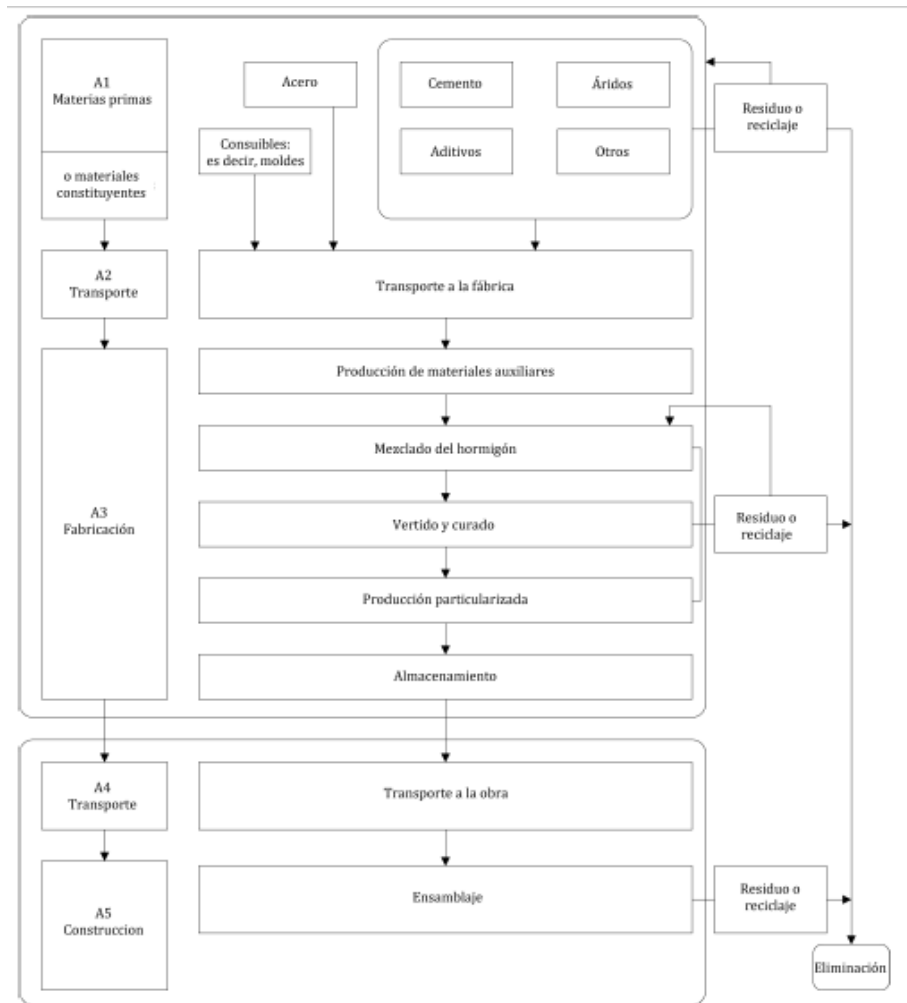 A1
Materias primas
o materiales
constituyentes
Acero
Consuibles:
es decir, moldes
Cemento
Áridos
Aditivos
Otros
Residuo o
reciclaje
A2
Transporte
Transporte a la fábrica
Producción de materiales auxiliares
A3
Fabricación
Mezclado del hormigón
Vertido y curado
Residuo o
reciclaje
Producción particularizada
Almacenamiento
A4
Transporte
Transporte a la obra
A5
Construccion
Ensamblaje
Residuo o
reciclaje
Eliminación